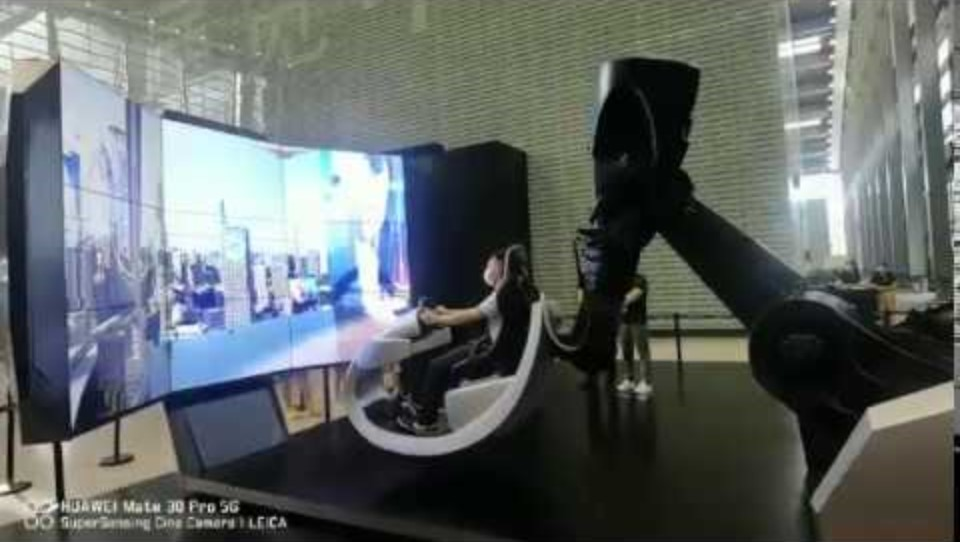 HUAWEI Mate 30 Pro 5G
SuperSensing Cine Camera | LEICA